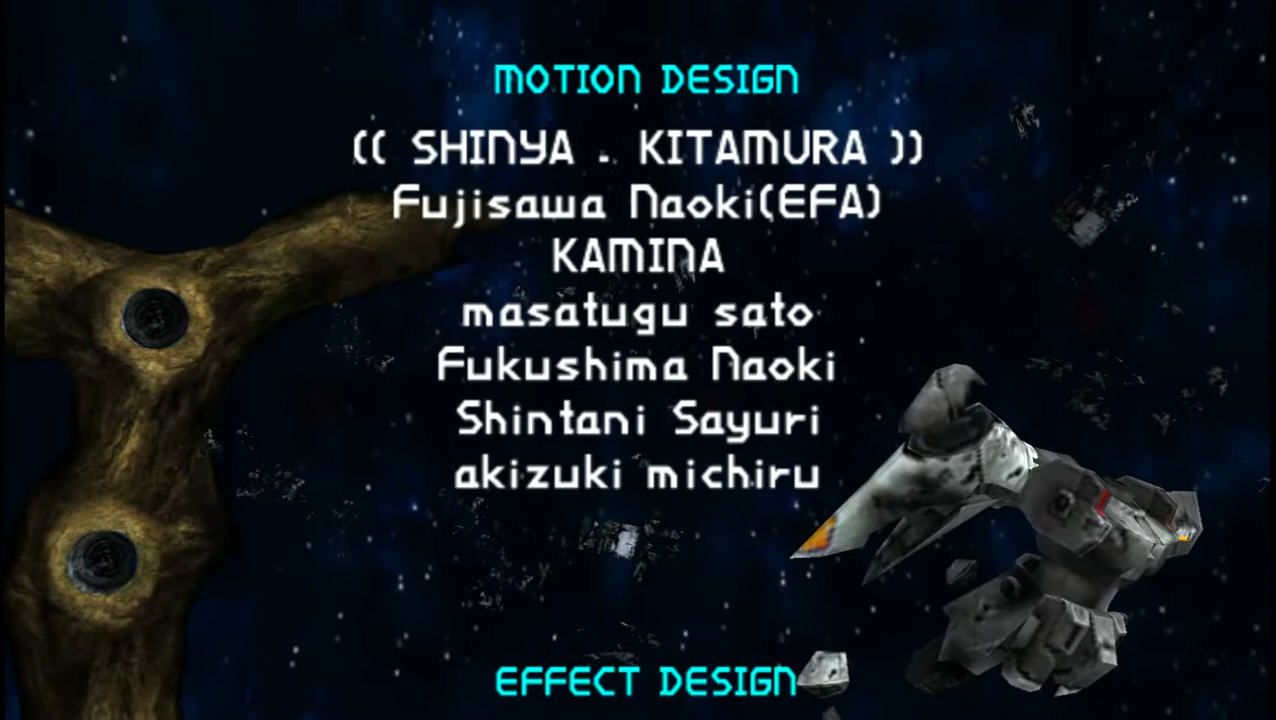 MOTION DESIGN
(( SHINYA . KITAMURA ))
Fujisawa Naoki(EFA)
KAMINA
masatugu sato
Fukushima Naoki
Shintani Sayuri
akizuki michiru
EFFECT DESIGN